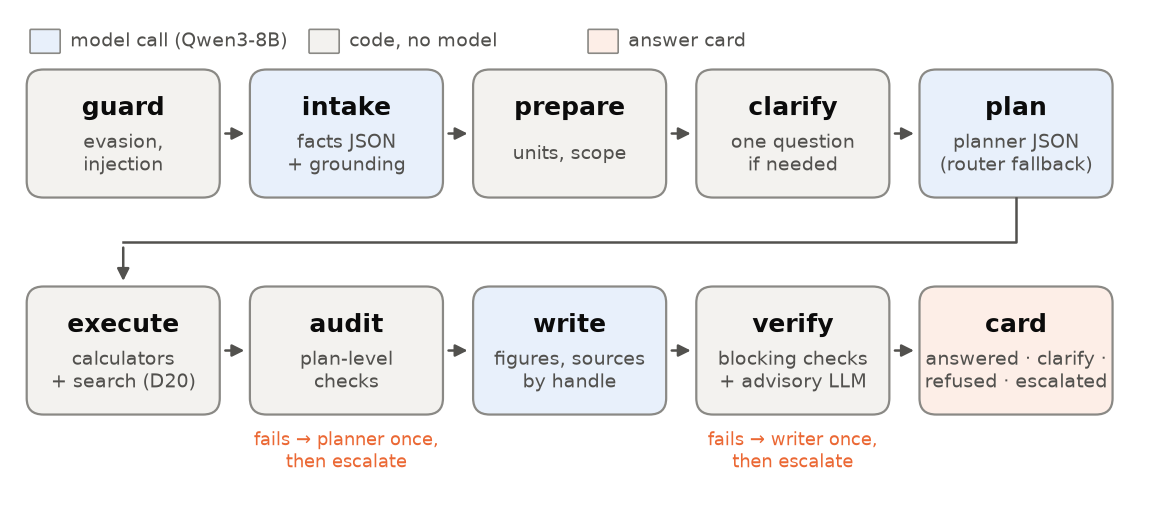 model call (Qwen3-8B)
code, no model
answer card
guard
evasion,
injection
intake
facts JSON
+ grounding
prepare
units, scope
clarify
one question
if needed
plan
planner JSON
(router fallback)
execute
calculators
+ search (D20)
audit
plan-level
checks
write
figures, sources
by handle
verify
blocking checks
+ advisory LLM
card
answered · clarify ·
refused · escalated
fails → planner once,
then escalate
fails → writer once,
then escalate